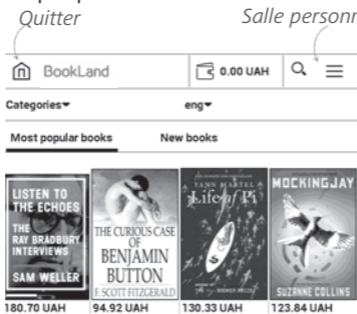 Quitter
Salle personn
BookLand
0.00 UAH
Categories
eng
Most popular books
New books
LISTEN TO
THE ECHOES
THE
RAY BRADBURY
INTERVIEWS
SAM WELLER
THE CURIOUS CASE
OF
BENJAMIN
BUTTON
F. SCOTT FITZGERALD
YANN MARTEL
Life of Pi
MOCKINGJAY
SUZANNE COLLINS
180.70 UAH
94.92 UAH
130.33 UAH
123.84 UAH